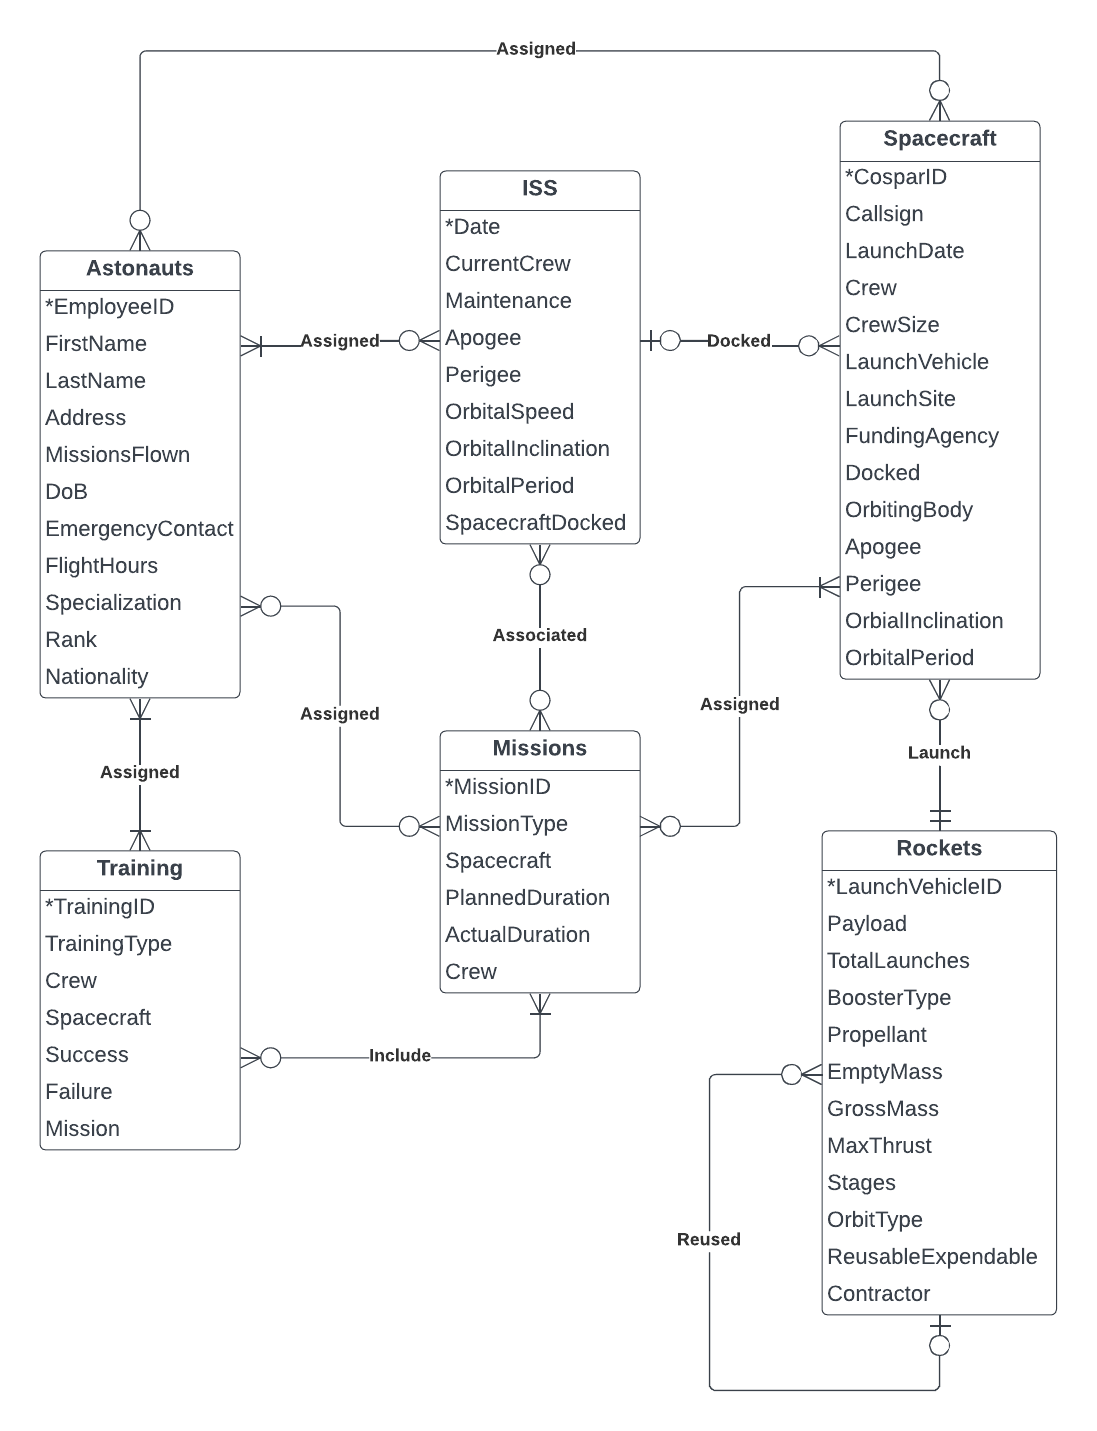 Assigned
Spacecraft
*CosparID
Callsign
LaunchDate
Crew
CrewSize
LaunchVehicle
LaunchSite
FundingAgency
Docked
OrbitingBody
Apogee
Perigee
OrbialInclination
OrbitalPeriod
ISS
*Date
CurrentCrew
Maintenance
Apogee
Perigee
OrbitalSpeed
OrbitalInclination
OrbitalPeriod
SpacecraftDocked
Astonauts
*EmployeeID
FirstName
LastName
Address
MissionsFlown
DoB
EmergencyContact
FlightHours
Specialization
Rank
Nationality
Assigned
Docked
Associated
Assigned
Assigned
Launch
Assigned
Missions
*MissionID
MissionType
Spacecraft
PlannedDuration
ActualDuration
Crew
Training
*TrainingID
TrainingType
Crew
Spacecraft
Success
Failure
Mission
Include
Rockets
*LaunchVehicleID
Payload
TotalLaunches
BoosterType
Propellant
EmptyMass
GrossMass
MaxThrust
Stages
OrbitType
ReusableExpendable
Contractor
Reused